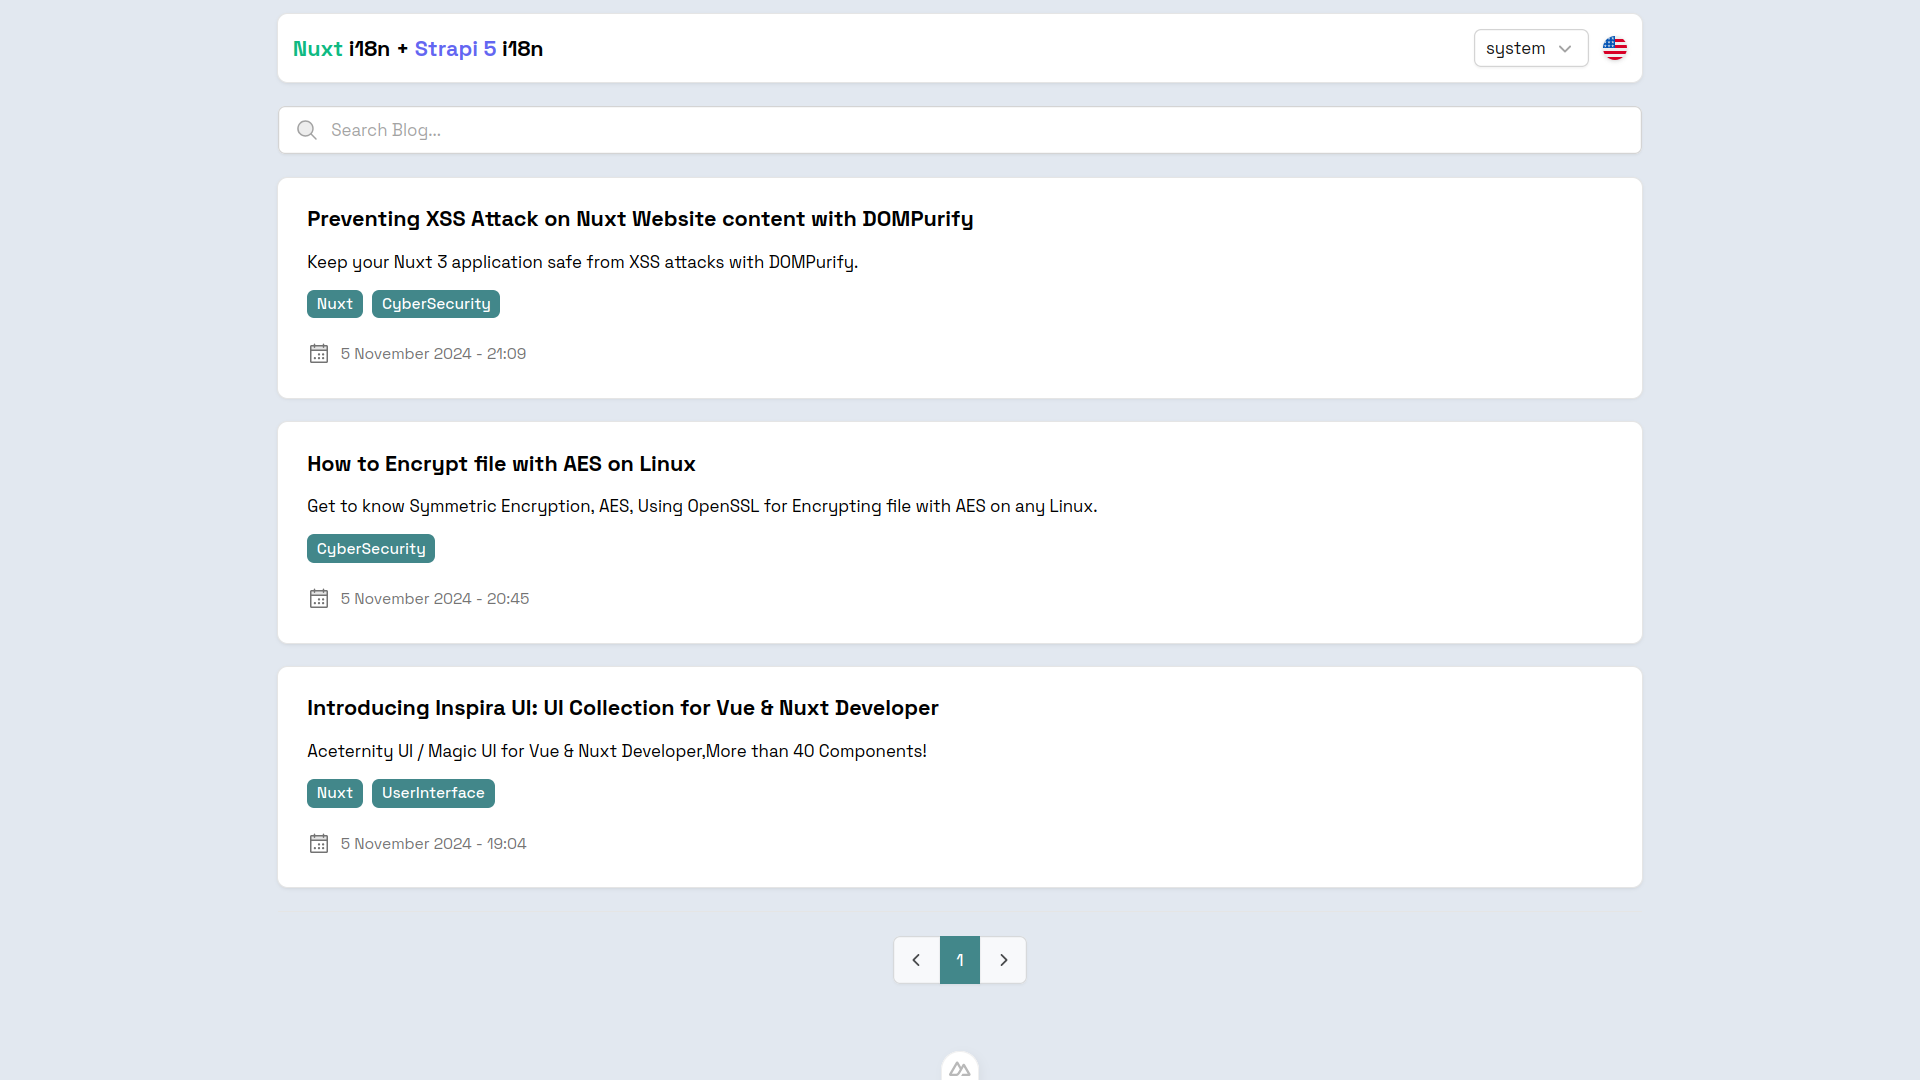 Nuxt i18n + Strapi 5 i18n
system
Search Blog...
Preventing XSS Attack on Nuxt Website content with DOMPurify
Keep your Nuxt 3 application safe from XSS attacks with DOMPurify.
Nuxt CyberSecurity
5 November 2024 - 21:09
How to Encrypt file with AES on Linux
Get to know Symmetric Encryption, AES, Using OpenSSL for Encrypting file with AES on any Linux.
CyberSecurity
5 November 2024 - 20:45
Introducing Inspira UI: UI Collection for Vue & Nuxt Developer
Aceternity UI / Magic UI for Vue & Nuxt Developer,More than 40 Components!
Nuxt UserInterface
5 November 2024 - 19:04
1